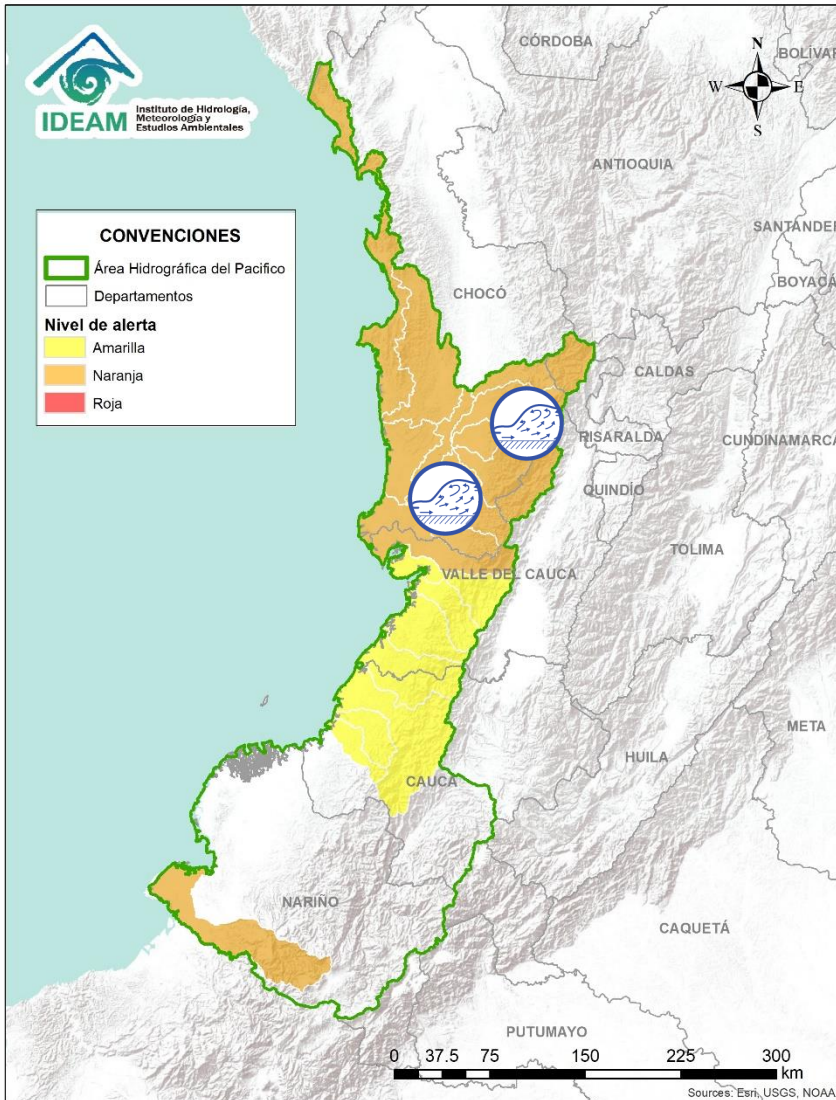 IDEAM
Instituto de Hidrología,
Meteorología y
Estudios Ambientales
CÓRDOBA
BOLÍVAR
N
W
E
S
ANTIOQUIA
SANTANDER
BOYACÁ
CONVENCIONES
Área Hidrográfica del Pacifico
Departamentos
Nivel de alerta
Amarilla
Naranja
Roja
CHOCÓ
CALDAS
RISARALDA
CUNDINAMARCA
QUINDÍO
TOLIMA
VALLE DEL CAUCA
META
HUILA
CAUCA
NARIÑO
CAQUETÁ
PUTUMAYO
0 37.5 75 150 225 300
km
Sources: Esri, USGS, NOAA